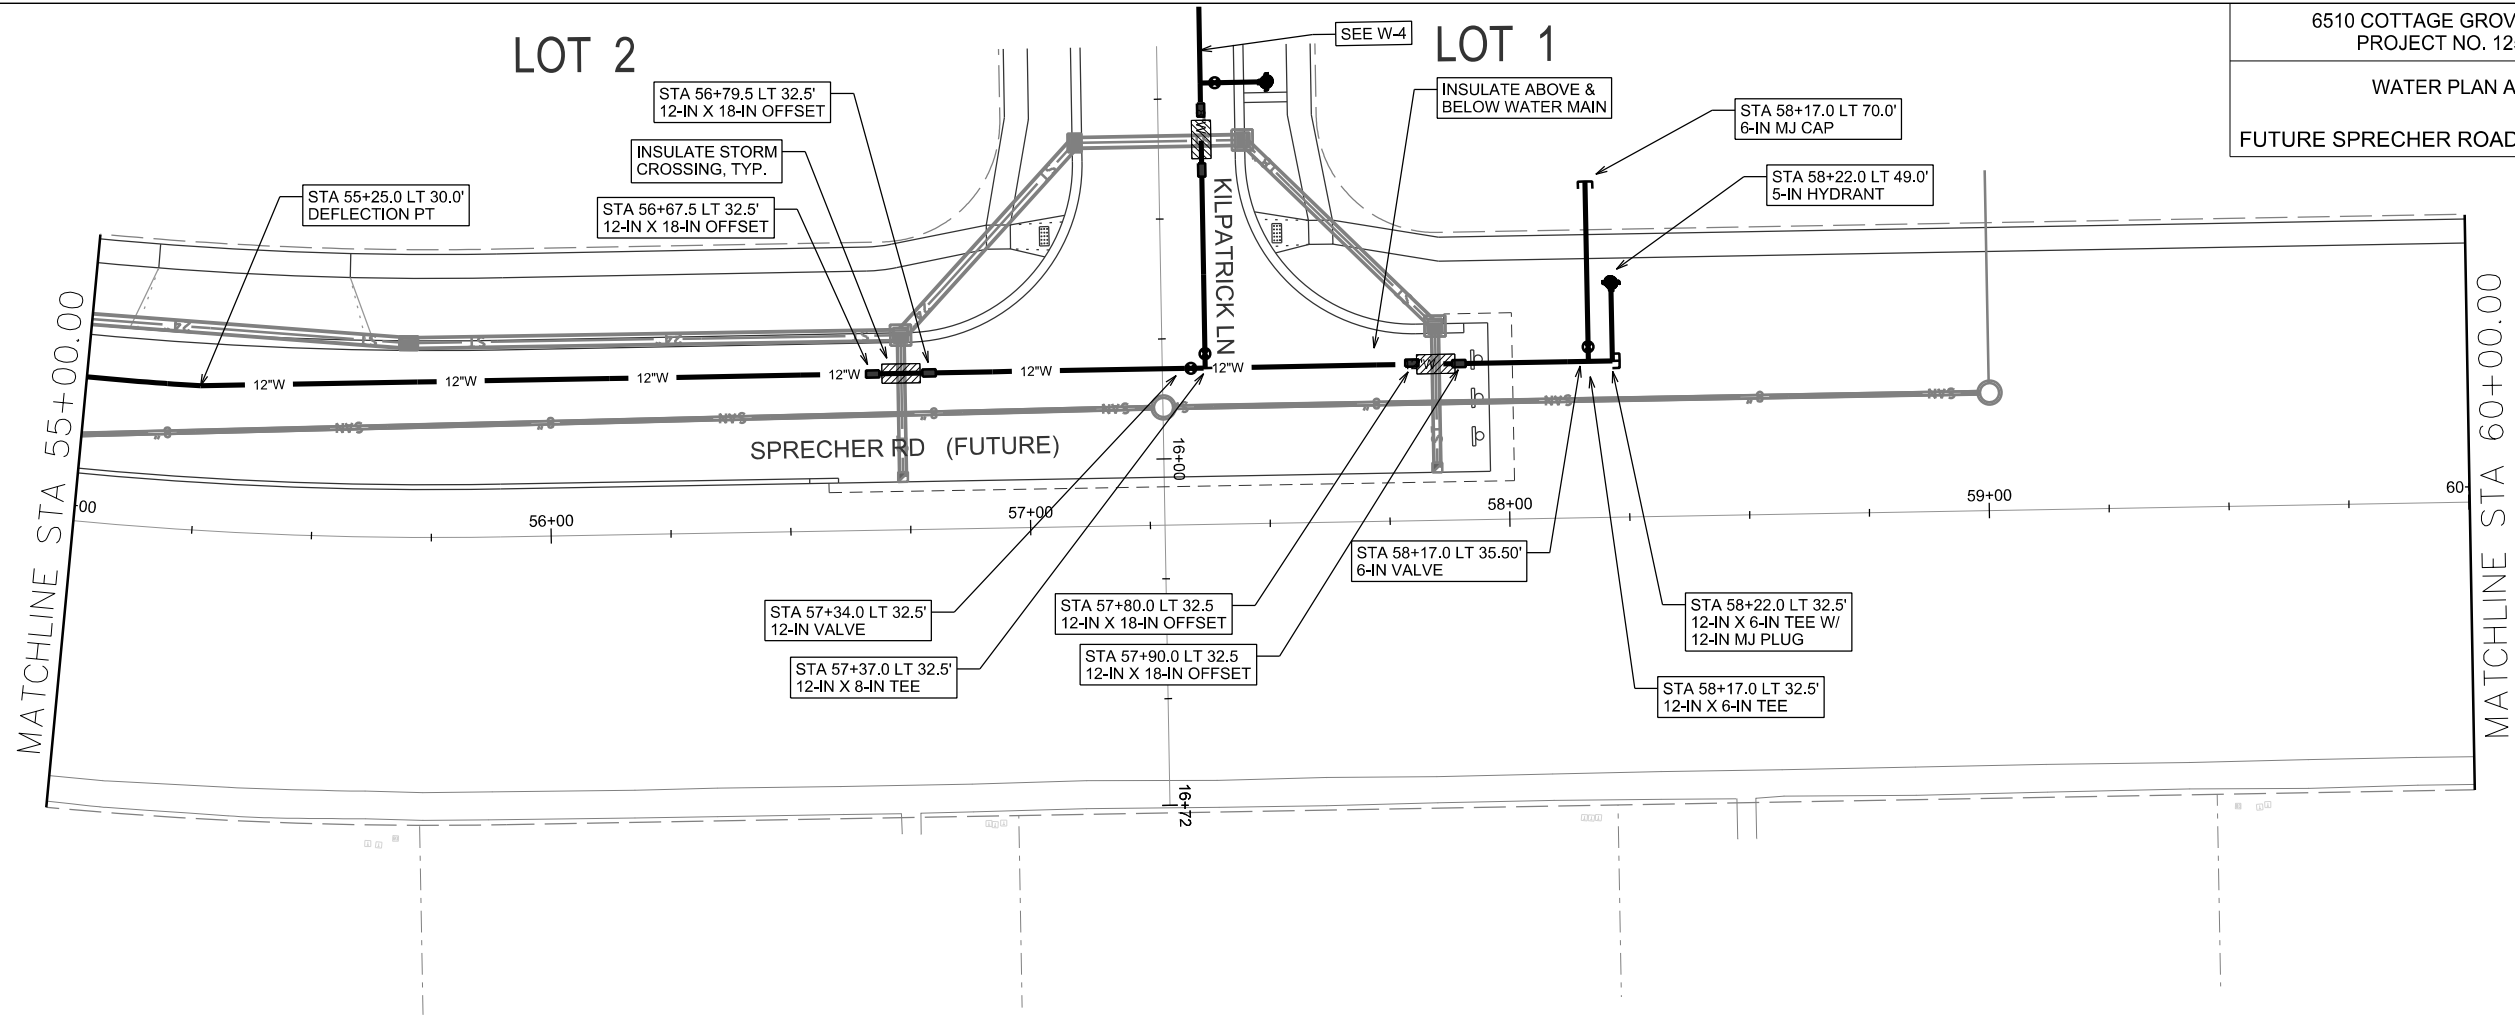 LOT 2
LOT 1
SEE W-4
6510 COTTAGE GROV
PROJECT NO. 12
WATER PLAN A
FUTURE SPRECHER ROAD
STA 56+79.5 LT 32.5'
12-IN X 18-IN OFFSET
INSULATE ABOVE &
BELOW WATER MAIN
STA 58+17.0 LT 70.0'
6-IN MJ CAP
INSULATE STORM
CROSSING, TYP.
STA 58+22.0 LT 49.0'
5-IN HYDRANT
STA 55+25.0 LT 30.0'
DEFLECTION PT
STA 56+67.5 LT 32.5'
12-IN X 18-IN OFFSET
KILPATRICK LN
MATCHLINE STA 55+00.00
MATCHLINE STA 60+00.00
12"W
12"W
12"W
12"W
12"W
12"W
W
W
SAN
8"
SAN
8"
SAN
8"
SAN
8"
SAN
SPRECHER RD (FUTURE)
16+00
00
56+00
57+00
58+00
59+00
60
STA 58+17.0 LT 35.50'
6-IN VALVE
STA 57+34.0 LT 32.5'
12-IN VALVE
STA 57+80.0 LT 32.5
12-IN X 18-IN OFFSET
STA 58+22.0 LT 32.5'
12-IN X 6-IN TEE W/
12-IN MJ PLUG
STA 57+37.0 LT 32.5'
12-IN X 8-IN TEE
STA 57+90.0 LT 32.5
12-IN X 18-IN OFFSET
STA 58+17.0 LT 32.5'
12-IN X 6-IN TEE
16+72